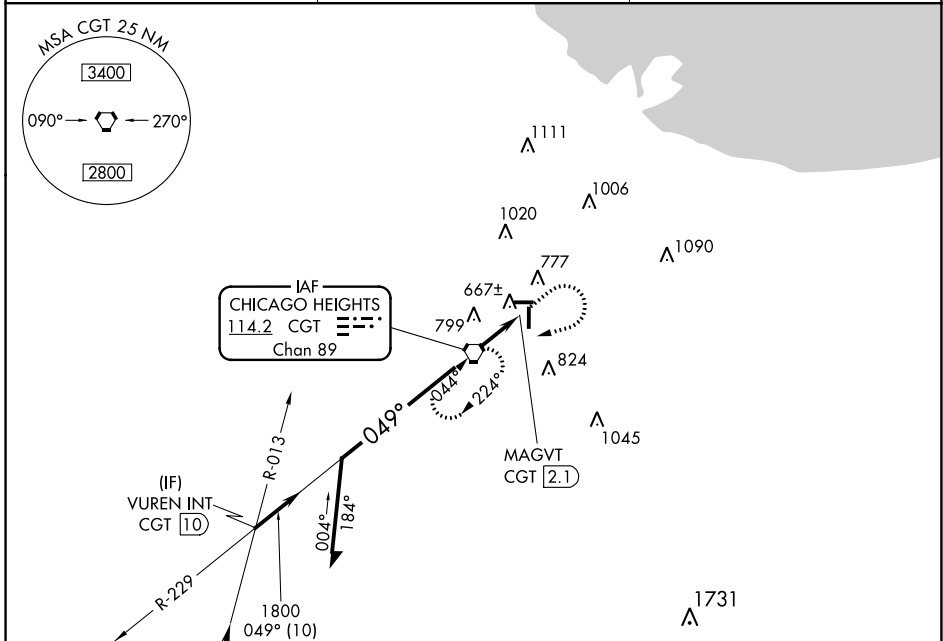 MSA CGT 25 NM
3400
090°
270°
2800
1111
1006
1020
1090
777
667±
799
IAF
CHICAGO HEIGHTS
114.2 CGT
Chan 89
824
044°
224°
049°
1045
MAGVT
CGT 2.1
R-013
(IF)
VUREN INT
CGT 10
004°
184°
R-229
1800
049° (10)
1731